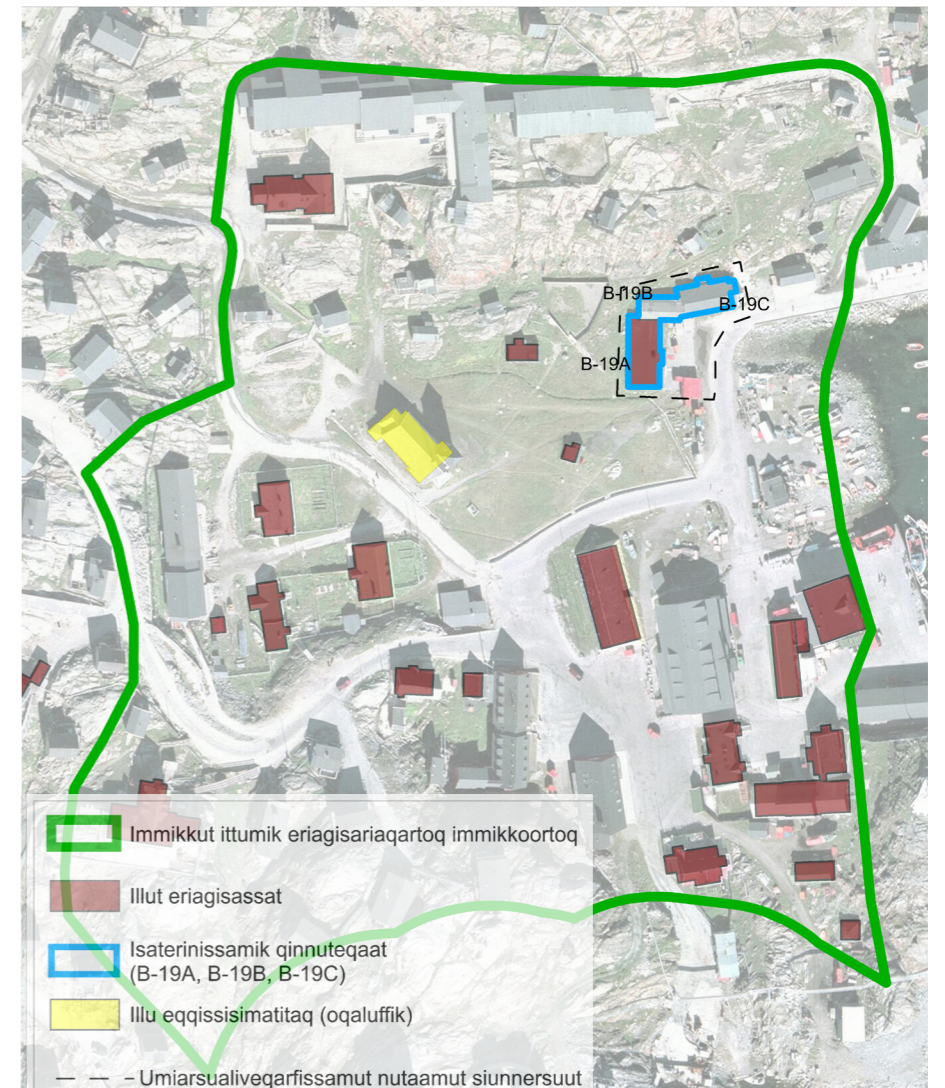 B-19B
B-19C
B-19A
Immikkut ittumik eriagisariaqartoq immikkoortoq
Illut eriagisassat
Isaterinissamik qinnuteqaat
(B-19A, B-19B, B-19C)
Illu eqqissisimatitaq (oqaluffik)
Umiarsualiveqarfissamut nutaamut siunnersuut